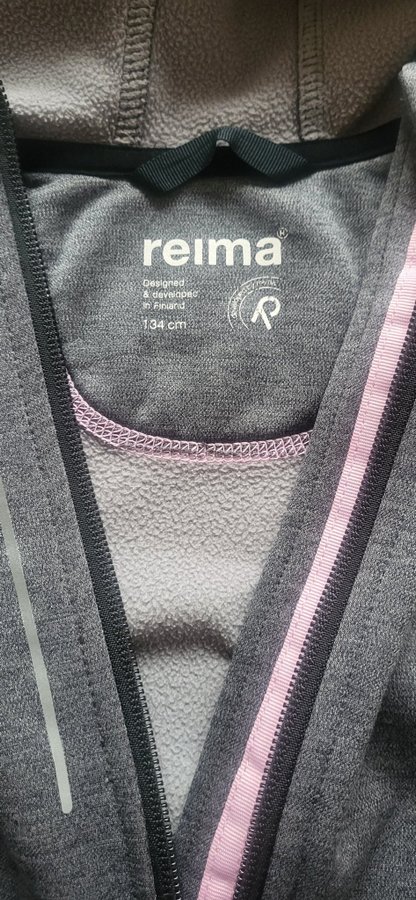 reima®
Designed
& developed
in Finland
134 cm